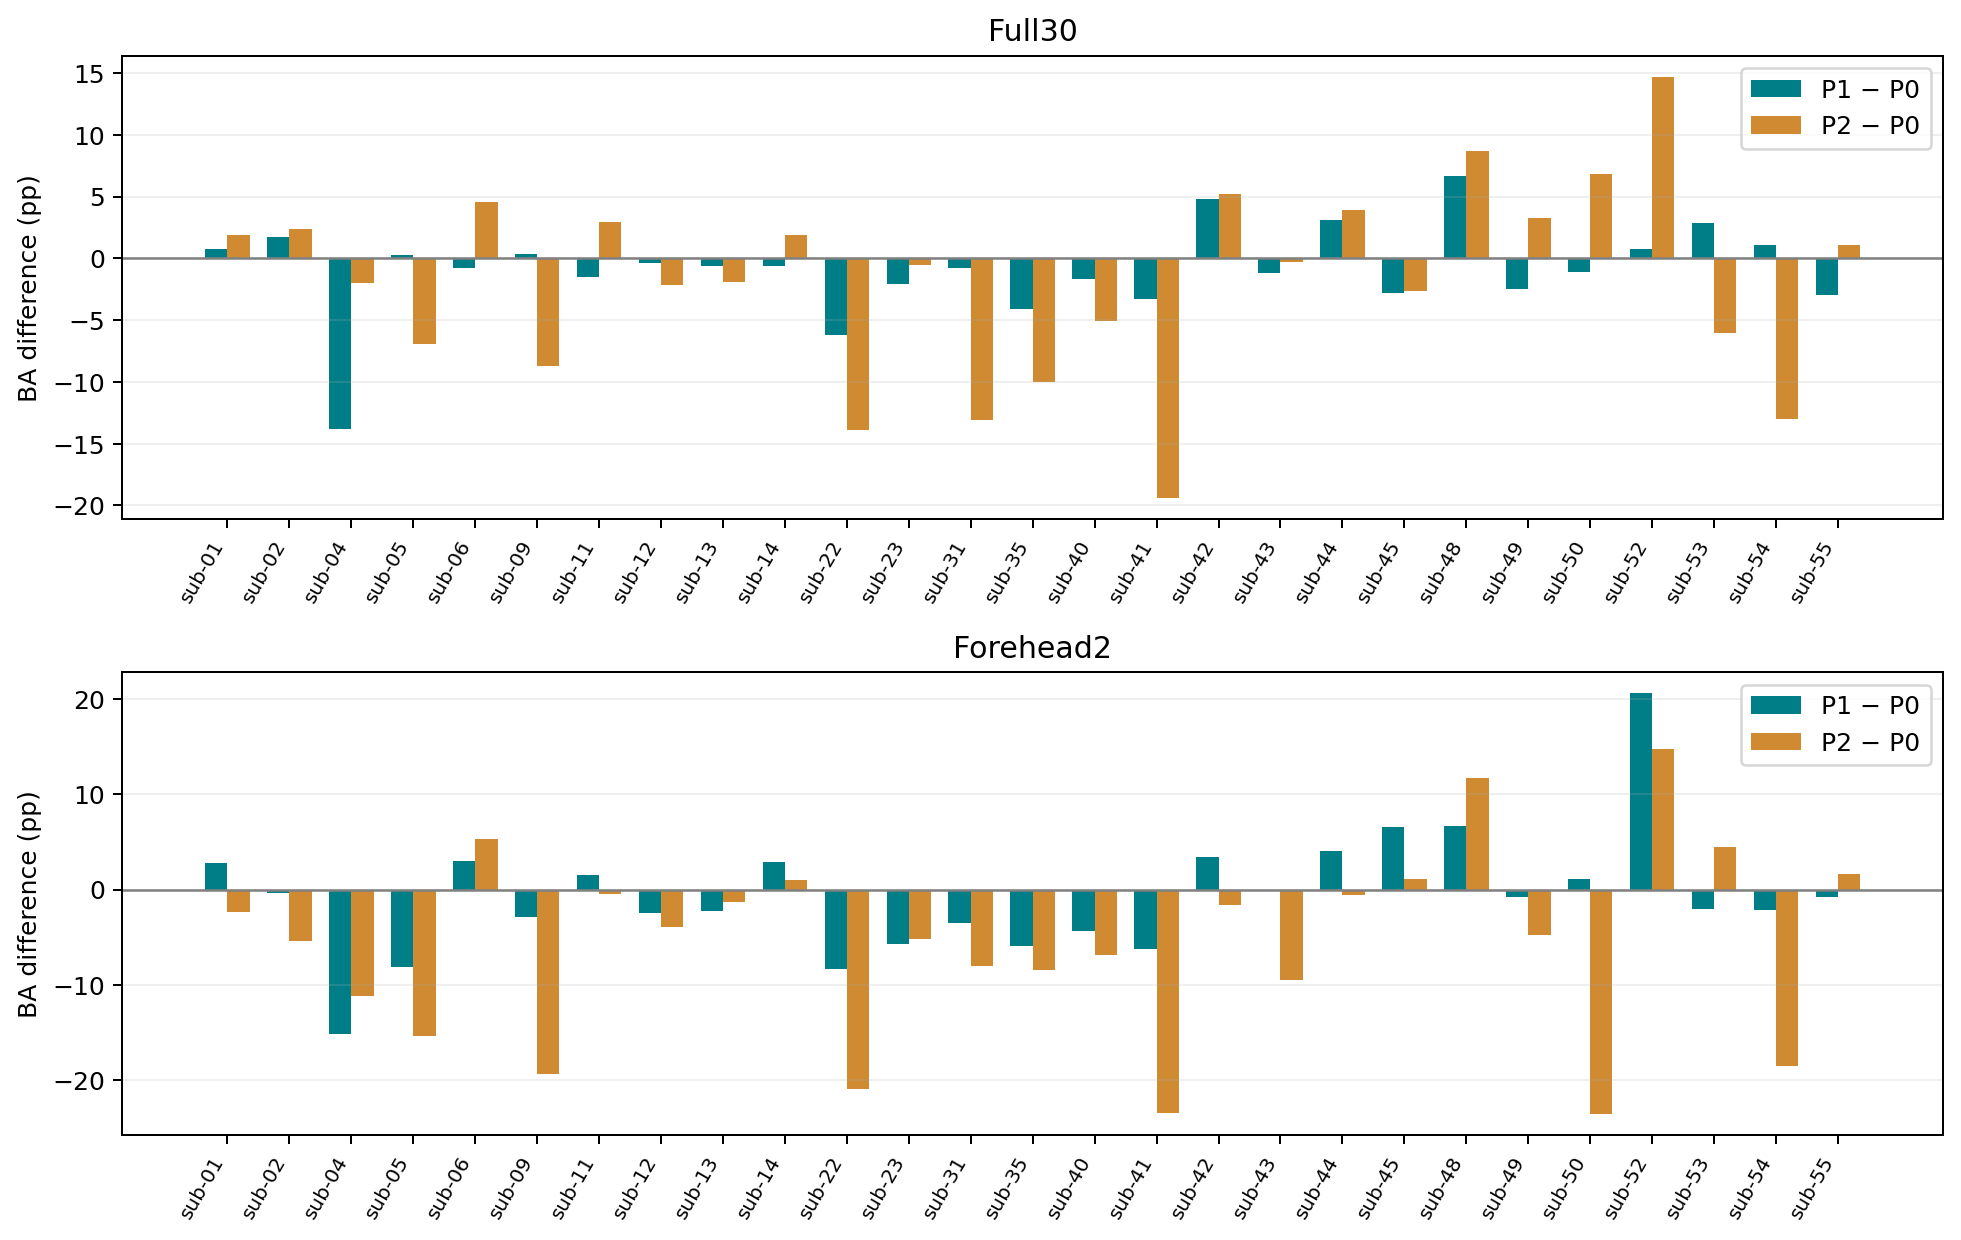 Full30
BA difference (pp)
15
10
5
0
−5
−10
−15
−20
P1 − P0
P2 − P0
sub-01 sub-02 sub-04 sub-05 sub-06 sub-09 sub-11 sub-12 sub-13 sub-14 sub-22 sub-23 sub-31 sub-35 sub-40 sub-41 sub-42 sub-43 sub-44 sub-45 sub-48 sub-49 sub-50 sub-52 sub-53 sub-54 sub-55
Forehead2
BA difference (pp)
20
10
0
−10
−20
P1 − P0
P2 − P0
sub-01 sub-02 sub-04 sub-05 sub-06 sub-09 sub-11 sub-12 sub-13 sub-14 sub-22 sub-23 sub-31 sub-35 sub-40 sub-41 sub-42 sub-43 sub-44 sub-45 sub-48 sub-49 sub-50 sub-52 sub-53 sub-54 sub-55